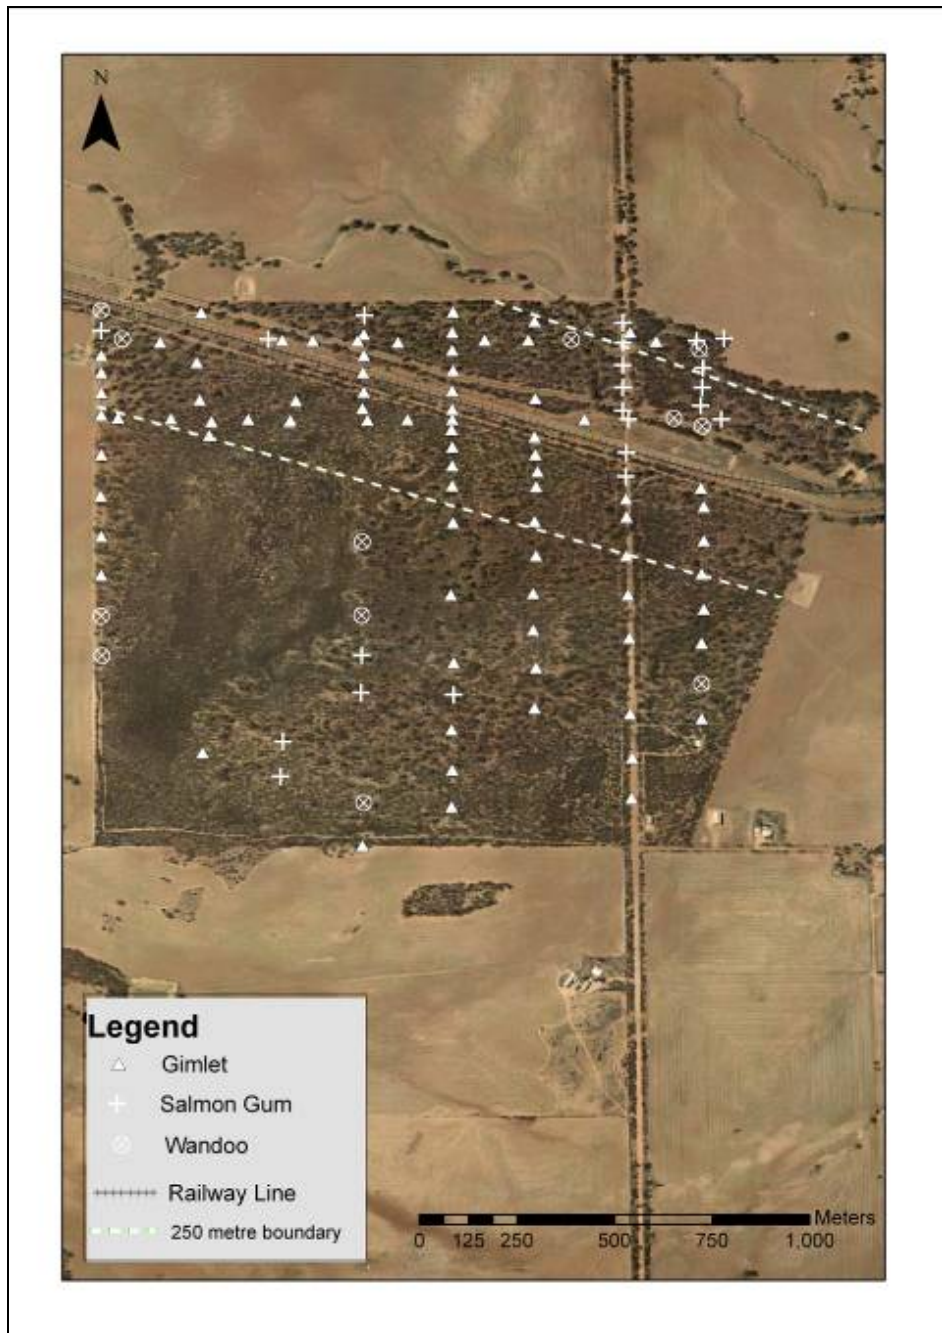 N
Legend
Gimlet
Salmon Gum
Wandoo
Railway Line
250 metre boundary
Meters
0 125 250 500 750 1,000